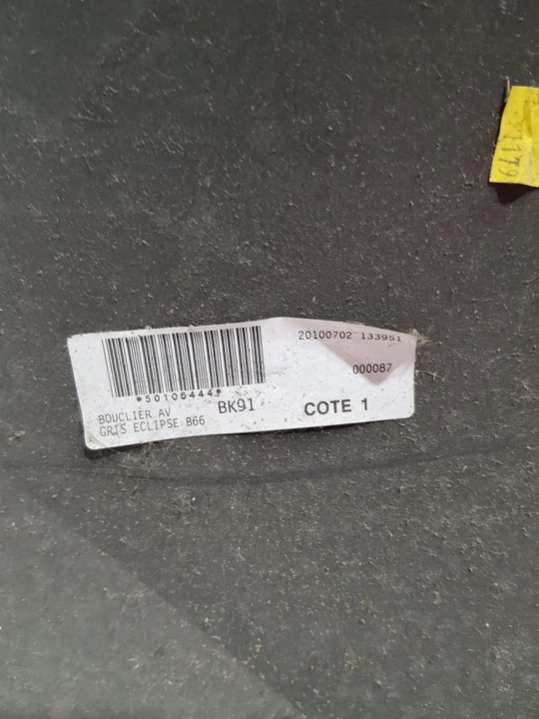 *50106444*
BOUCLIER AV
GRIS ECLIPSE B66
BK91
20100702 133951
000087
COTE 1